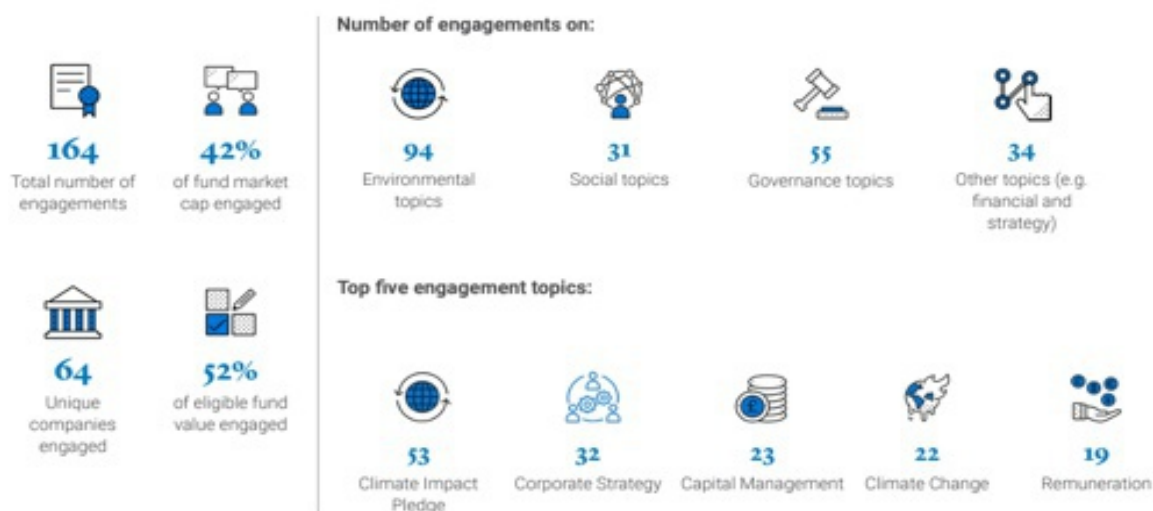 164
Total number of
engagements
42%
of fund market
cap engaged
64
Unique
companies
engaged
52%
of eligible fund
value engaged
Number of engagements on:
94
Environmental
topics
31
Social topics
55
Governance topics
34
Other topics (e.g.
financial and
strategy)
Top five engagement topics:
53
Climate Impact
Pledge
32
Corporate Strategy
£
23
Capital Management
22
Climate Change
19
Remuneration